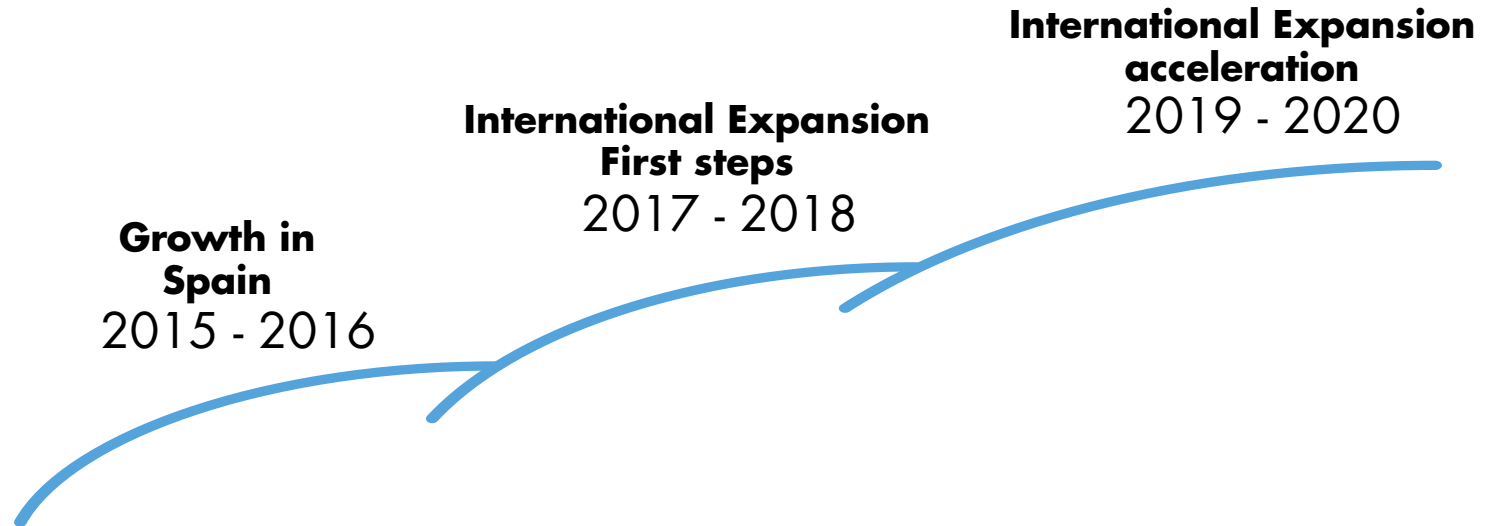 Growth in
Spain
2015 - 2016
International Expansion
First steps
2017 - 2018
International Expansion
acceleration
2019 - 2020